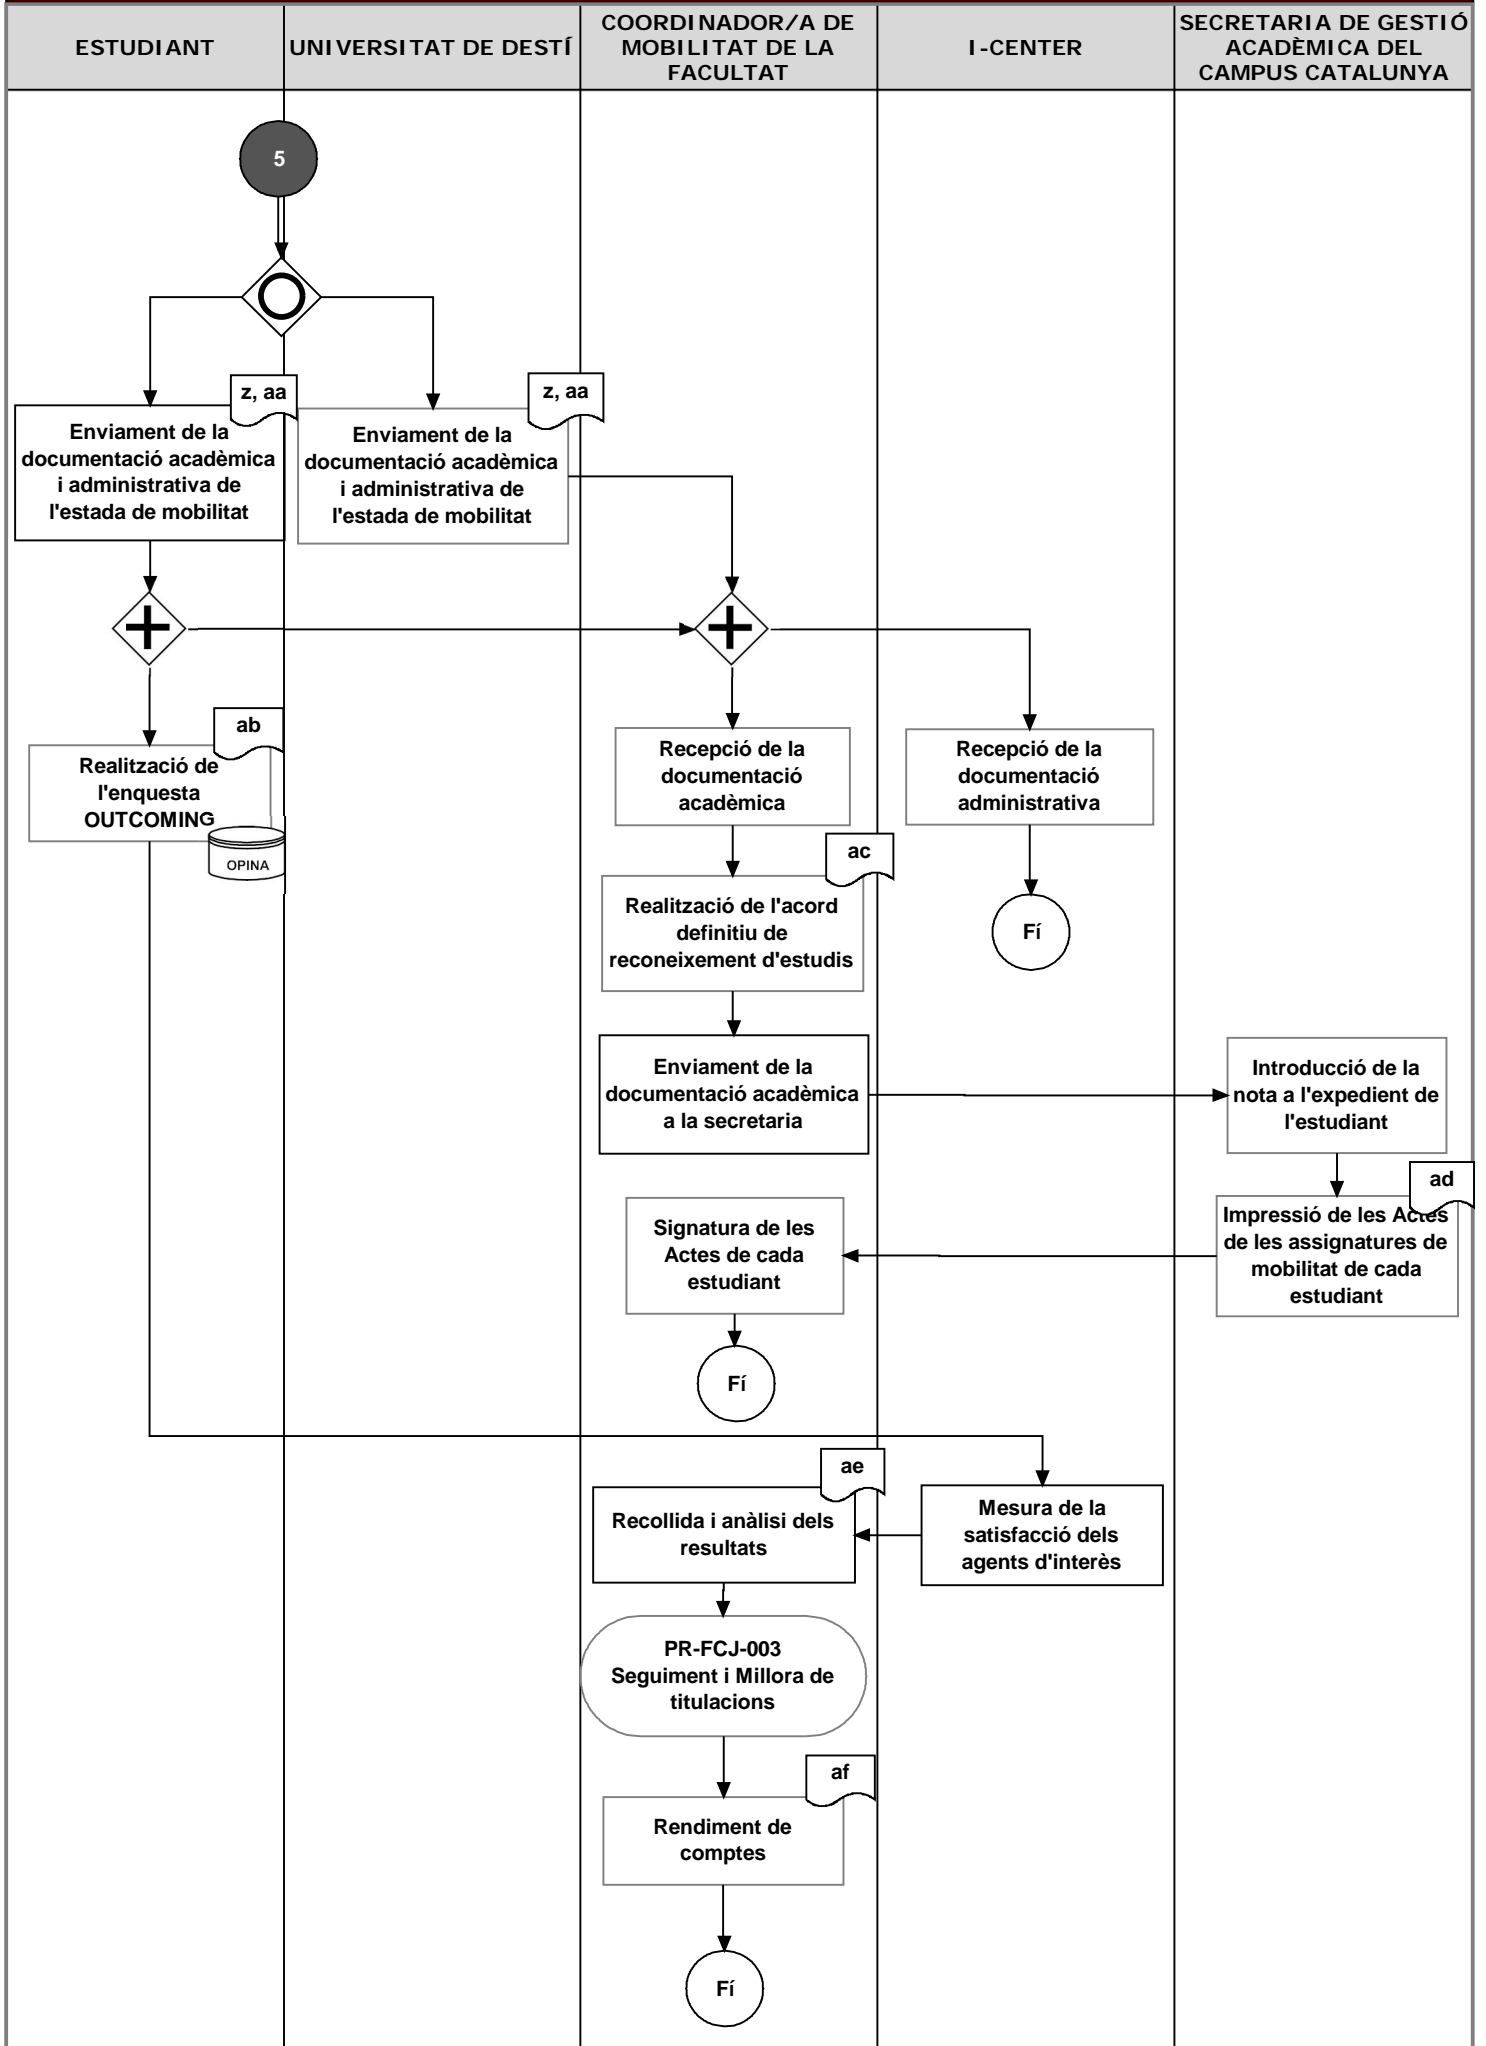 ESTUDIANT
UNIVERSITAT DE DESTÍ
COORDINADOR/A DE
MOBILITAT DE LA
FACULTAT
I-CENTER
SECRETARIA DE GESTIÓ
ACADÈMICA DEL
CAMPUS CATALUNYA
5
z, aa
Enviament de la
documentació acadèmica
i administrativa de
l'estada de mobilitat
z, aa
Enviament de la
documentació acadèmica
i administrativa de
l'estada de mobilitat
ab
Realització de
l'enquesta
OUTCOMING
OPINA
Recepció de la
documentació
acadèmica
Recepció de la
documentació
administrativa
ac
Realització de l'acord
definitiu de
reconeixement d'estudis
Fí
Enviament de la
documentació acadèmica
a la secretaria
Introducció de la
nota a l'expedient de
l'estudiant
ad
Impressió de les Actes
de les assignatures de
mobilitat de cada
estudiant
Signatura de les
Actes de cada
estudiant
Fí
ae
Recollida i anàlisi dels
resultats
Mesura de la
satisfacció dels
agents d'interès
PR-FCJ-003
Seguiment i Millora de
titulacions
af
Rendiment de
comptes
Fí